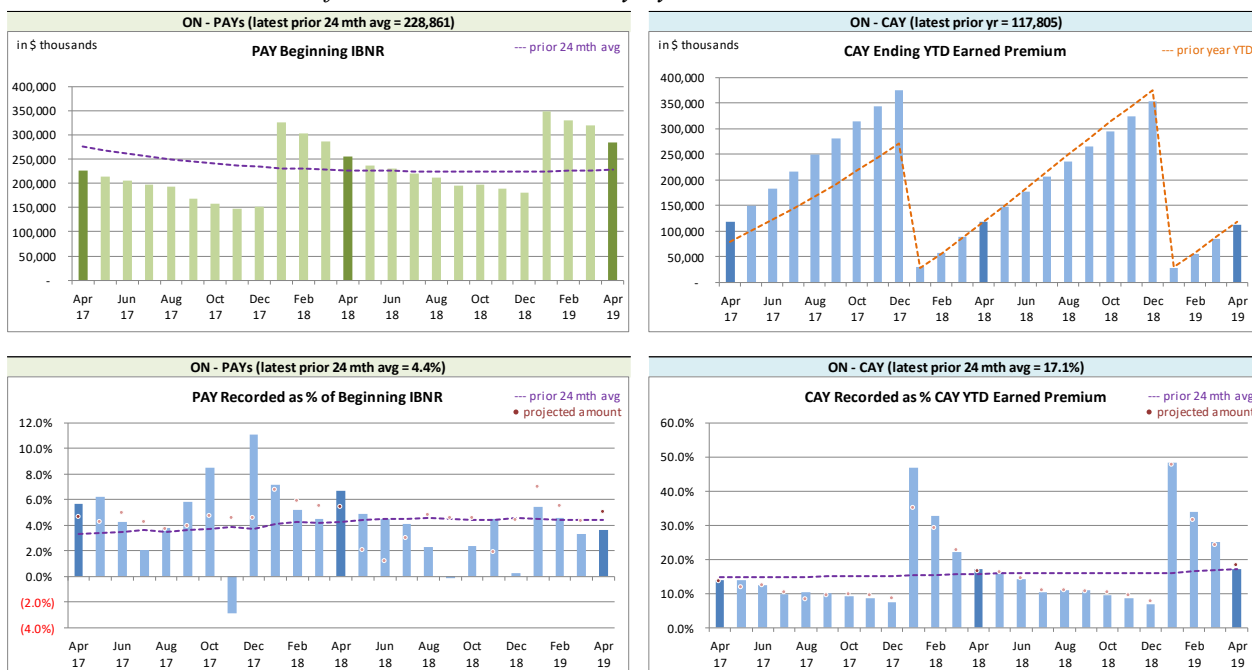 ON - PAYs (latest prior 24 mth avg = 228,861)
in $ thousands
PAY Beginning IBNR
--- prior 24 mth avg
400,000
350,000
300,000
250,000
200,000
150,000
100,000
50,000
-
Apr Jun Aug Oct Dec Feb Apr Jun Aug Oct Dec Feb Apr
17 17 17 17 17 18 18 18 18 18 18 19 19
ON - CAY (latest prior yr = 117,805)
in $ thousands
CAY Ending YTD Earned Premium
--- prior year YTD
400,000
350,000
300,000
250,000
200,000
150,000
100,000
50,000
-
Apr Jun Aug Oct Dec Feb Apr Jun Aug Oct Dec Feb Apr
17 17 17 17 17 18 18 18 18 18 18 19 19
ON - PAYs (latest prior 24 mth avg = 4.4%)
PAY Recorded as % of Beginning IBNR
--- prior 24 mth avg
• projected amount
12.0%
10.0%
8.0%
6.0%
4.0%
2.0%
0.0%
(2.0%)
(4.0%)
Apr Jun Aug Oct Dec Feb Apr Jun Aug Oct Dec Feb Apr
17 17 17 17 17 18 18 18 18 18 18 19 19
ON - CAY (latest prior 24 mth avg = 17.1%)
CAY Recorded as % CAY YTD Earned Premium
--- prior 24 mth avg
• projected amount
60.0%
50.0%
40.0%
30.0%
20.0%
10.0%
0.0%
Apr Jun Aug Oct Dec Feb Apr Jun Aug Oct Dec Feb Apr
17 17 17 17 17 18 18 18 18 18 18 19 19